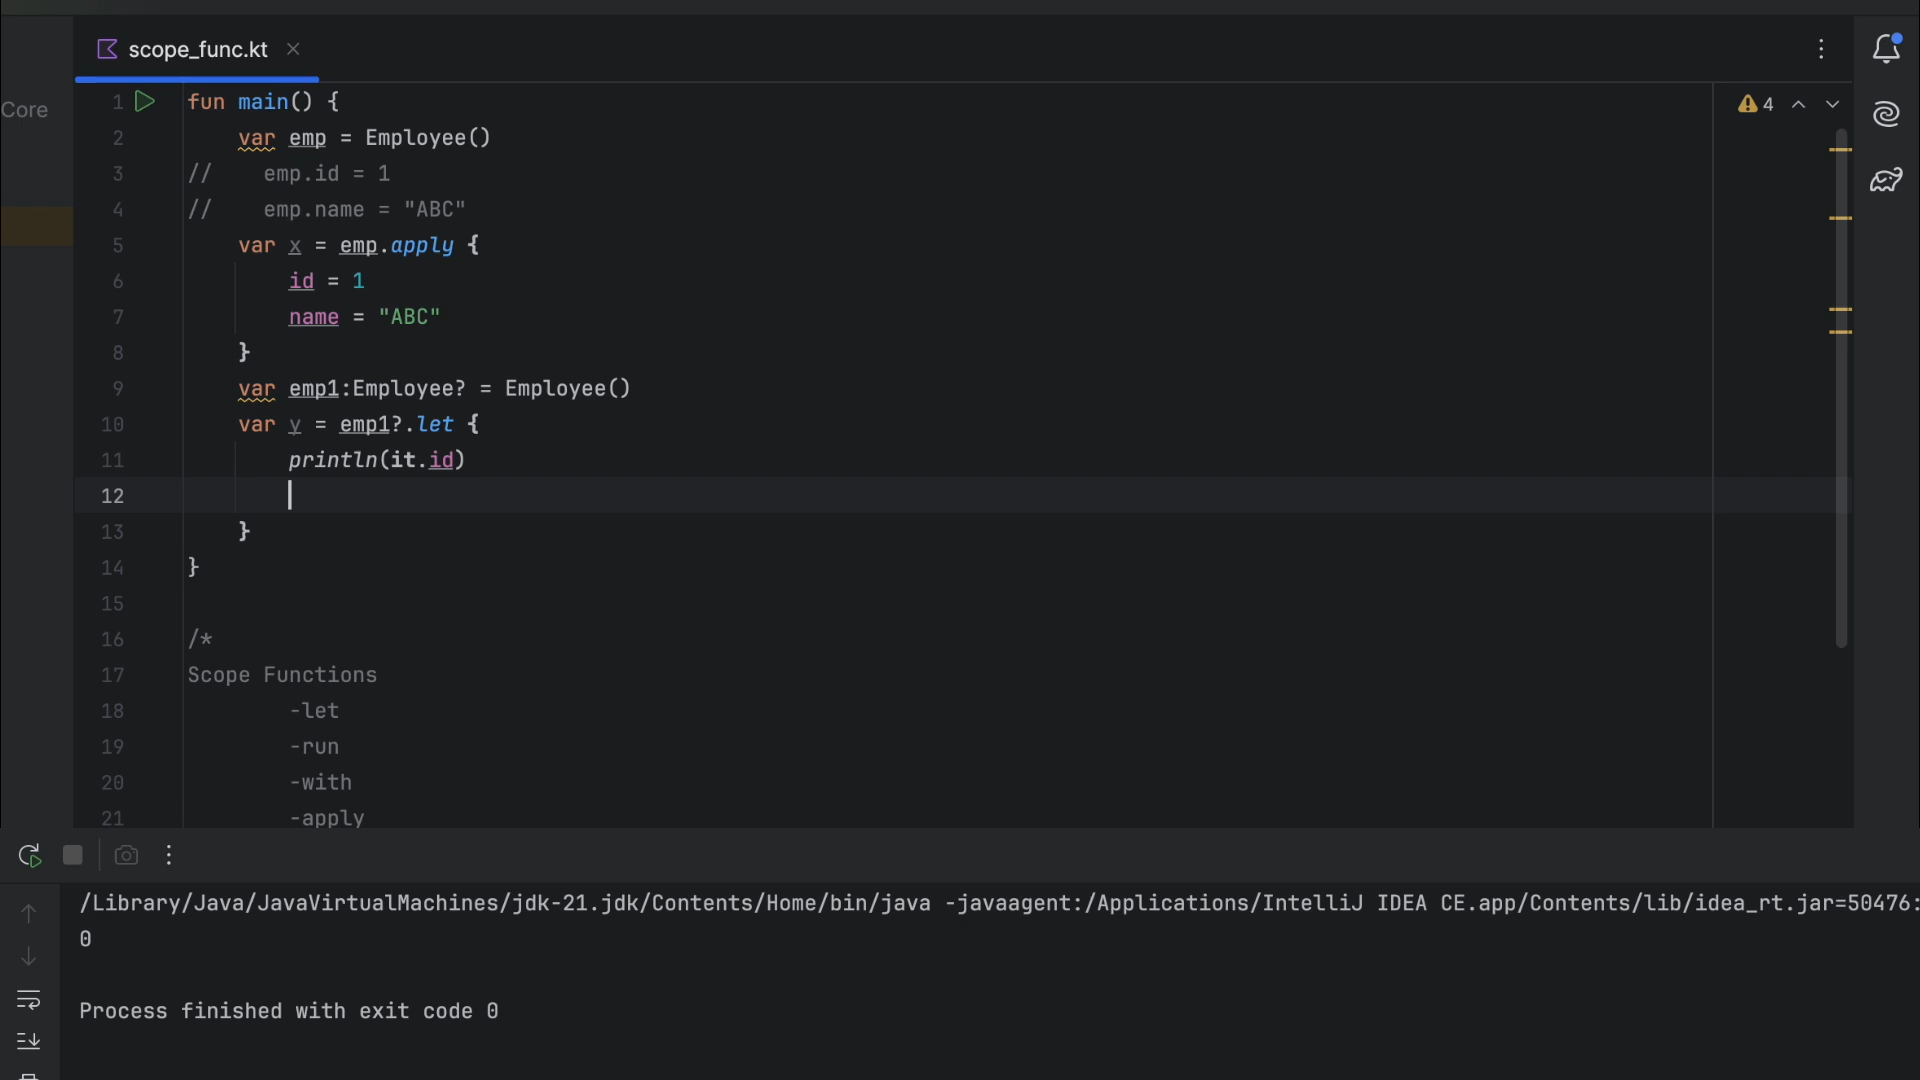 scope_func.kt
Core
4
1 fun main() {
2     var emp = Employee()
3 //    emp.id = 1
4 //    emp.name = "ABC"
5     var x = emp.apply {
6         id = 1
7         name = "ABC"
8     }
9     var emp1:Employee? = Employee()
10     var y = emp1?.let {
11         println(it.id)
12
13     }
14 }
15
16 /*
17 Scope Functions
18         -let
19         -run
20         -with
21         -apply
/Library/Java/JavaVirtualMachines/jdk-21.jdk/Contents/Home/bin/java -javaagent:/Applications/IntelliJ IDEA CE.app/Contents/lib/idea_rt.jar=50476:
0
Process finished with exit code 0